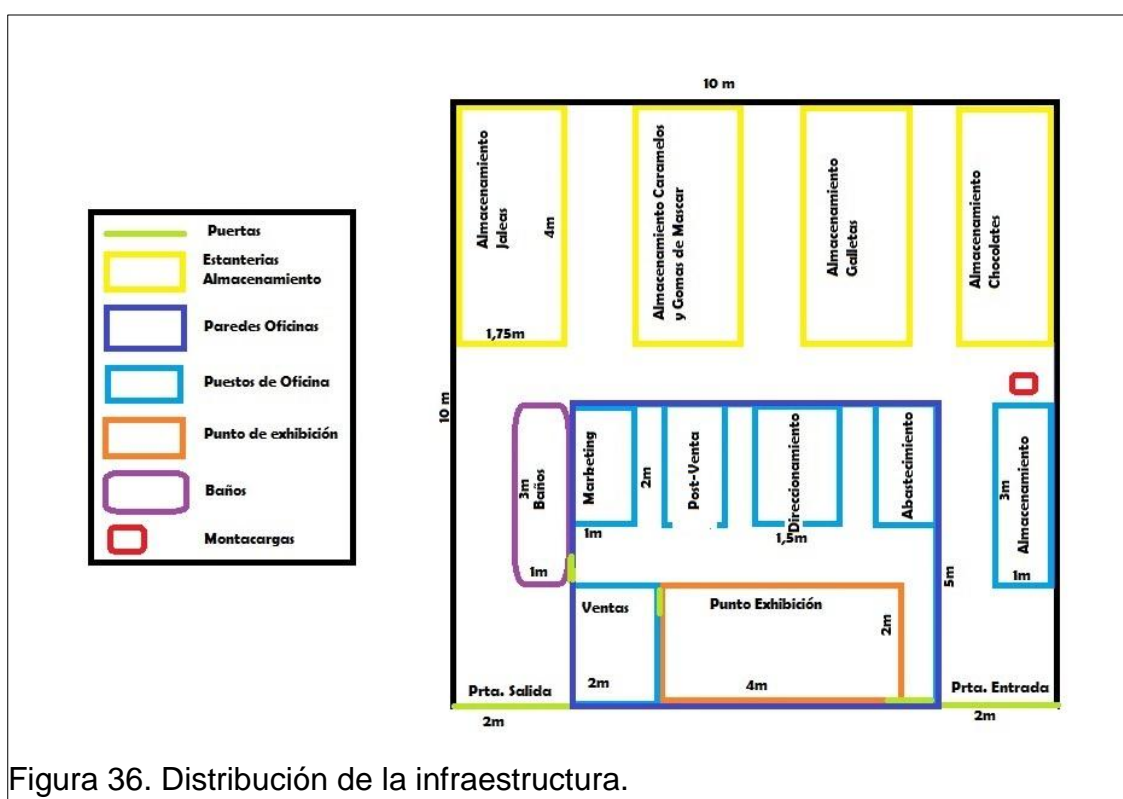 10 m
Puertas
Estanterias
Almacenamiento
Paredes Oficinas
Puestos de Oficina
Punto de exhibición
Baños
Montacargas
Almacenamiento
Jaleas
4m
1,75m
Almacenamiento Caramelos
y Gomas de Mascar
Almacenamiento
Galletas
Almacenamiento
Chocolates
10 m
3m
Baños
1m
Marketing
1m
2m
Post-Venta
Direccionamiento
1,5m
Abastecimiento
5m
3m
Almacenamiento
1m
Ventas
2m
Punto Exhibición
2m
4m
Prta. Salida
2m
Prta. Entrada
2m
Figura 36. Distribución de la infraestructura.